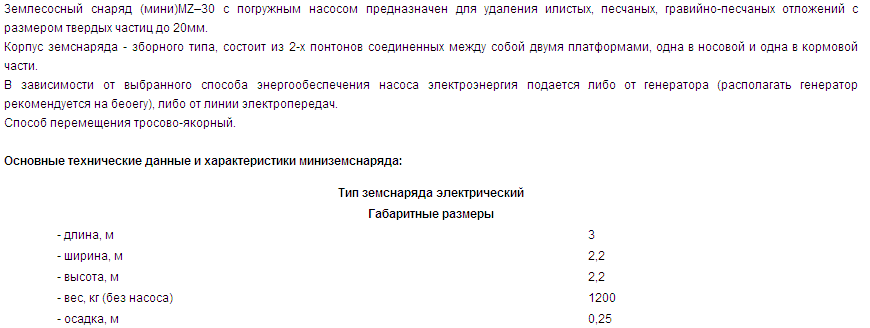 Землесосный снаряд (мини)MZ–30 с погружным насосом предназначен для удаления илистых, песчаных, гравийно-песчаных отложений с
размером твердых частиц до 20мм.
Корпус земснаряда - зборного типа, состоит из 2-х понтонов соединенных между собой двумя платформами, одна в носовой и одна в кормовой
части.
В зависимости от выбранного способа энергообеспечения насоса электроэнергия подается либо от генератора (располагать генератор
рекомендуется на беоегу), либо от линии электропередач.
Способ перемещения тросово-якорный.
Основные технические данные и характеристики миниземснаряда:
Тип земснаряда электрический
Габаритные размеры
- длина, м 3
- ширина, м 2,2
- высота, м 2,2
- вес, кг (без насоса) 1200
- осадка, м 0,25